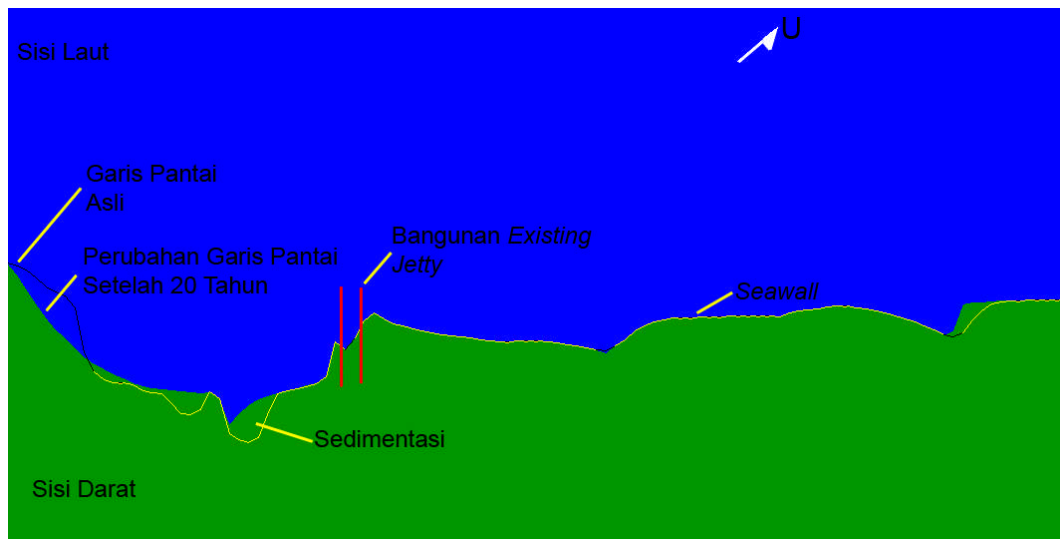 Sisi Laut
U
Garis Pantai
Asli
Perubahan Garis Pantai
Setelah 20 Tahun
Bangunan Existing
Jetty
Seawall
Sedimentasi
Sisi Darat